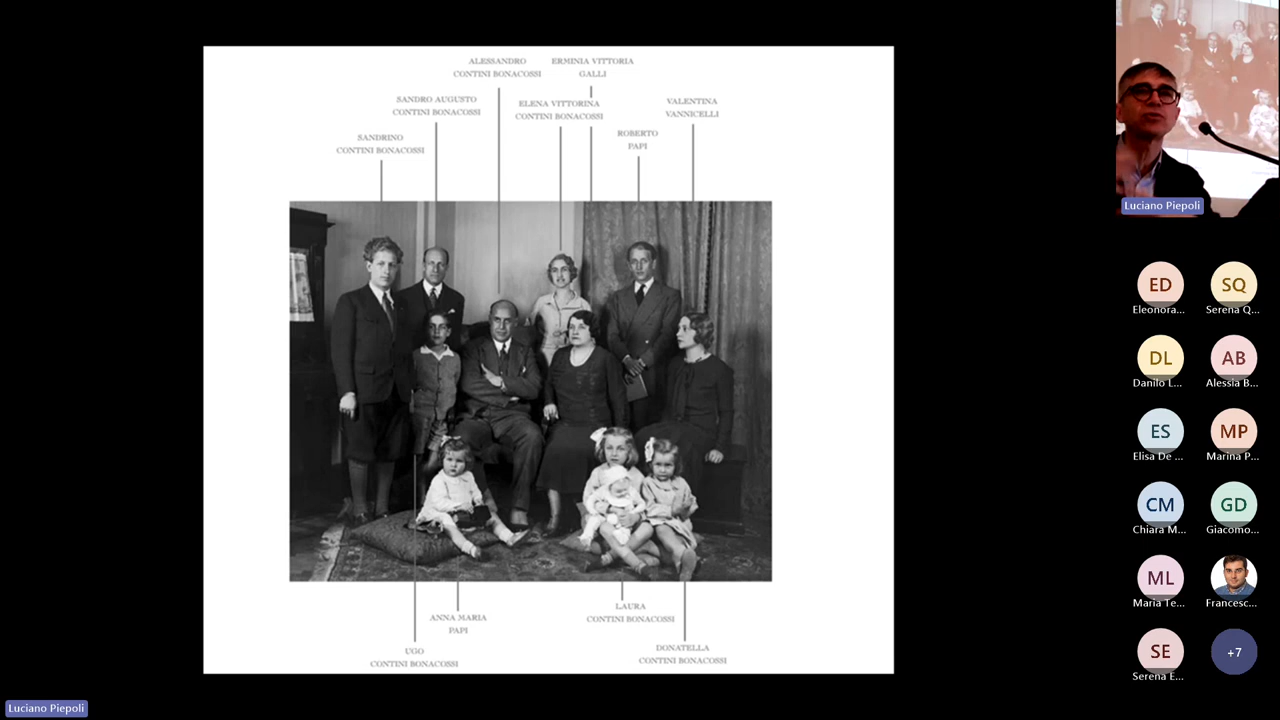 ALESSANDRO
CONTINI BONACOSSI
ERMINIA VITTORIA
GALLI
SANDRO AUGUSTO
CONTINI BONACOSSI
ELENA VITTORINA
CONTINI BONACOSSI
VALENTINA
VANNICELLI
SANDRINO
CONTINI BONACOSSI
ROBERTO
PAPI
ANNA MARIA
PAPI
LAURA
CONTINI BONACOSSI
UGO
CONTINI BONACOSSI
DONATELLA
CONTINI BONACOSSI
Luciano Piepoli
Luciano Piepoli
ED
Eleonora...
SQ
Serena Q...
DL
Danilo L...
AB
Alessia B...
ES
Elisa De ...
MP
Marina P...
CM
Chiara M...
GD
Giacomo...
ML
Maria Te...
Francesc...
SE
Serena E...
+7